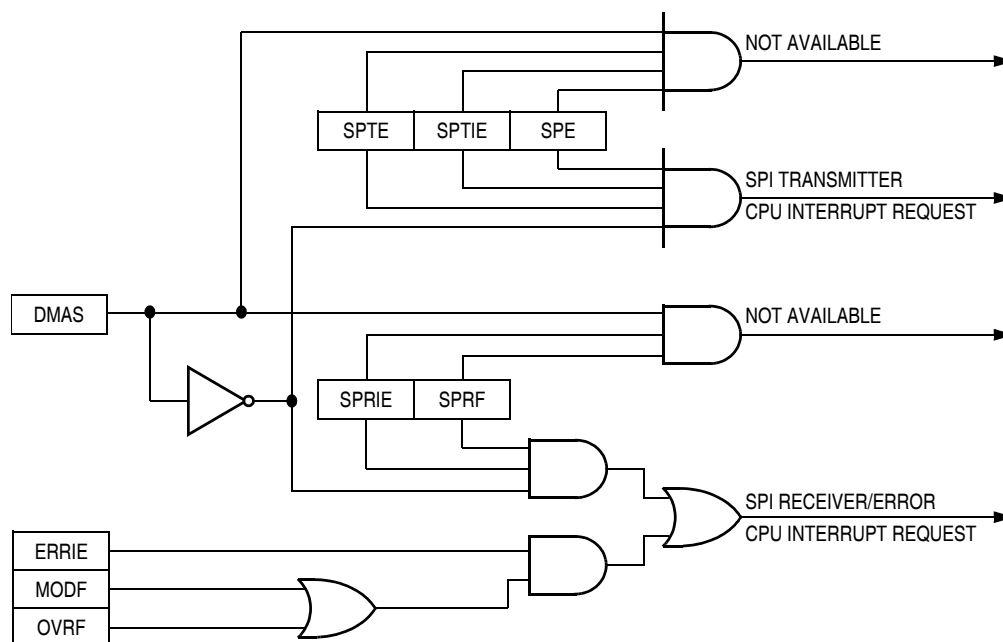 NOT AVAILABLE
SPTE SPTIE SPE
SPI TRANSMITTER
CPU INTERRUPT REQUEST
DMAS
NOT AVAILABLE
SPRIE SPRF
SPI RECEIVER/ERROR
CPU INTERRUPT REQUEST
ERRIE
MODF
OVRF